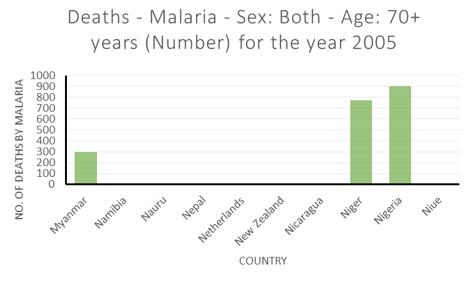 Deaths - Malaria - Sex: Both - Age: 70+
years (Number) for the year 2005
NO. OF DEATHS BY MALARIA
1000
900
800
700
600
500
400
300
200
100
0
Myanmar
Namibia
Nauru
Nepal
Netherlands
New Zealand
Nicaragua
Niger
Nigeria
Niue
COUNTRY